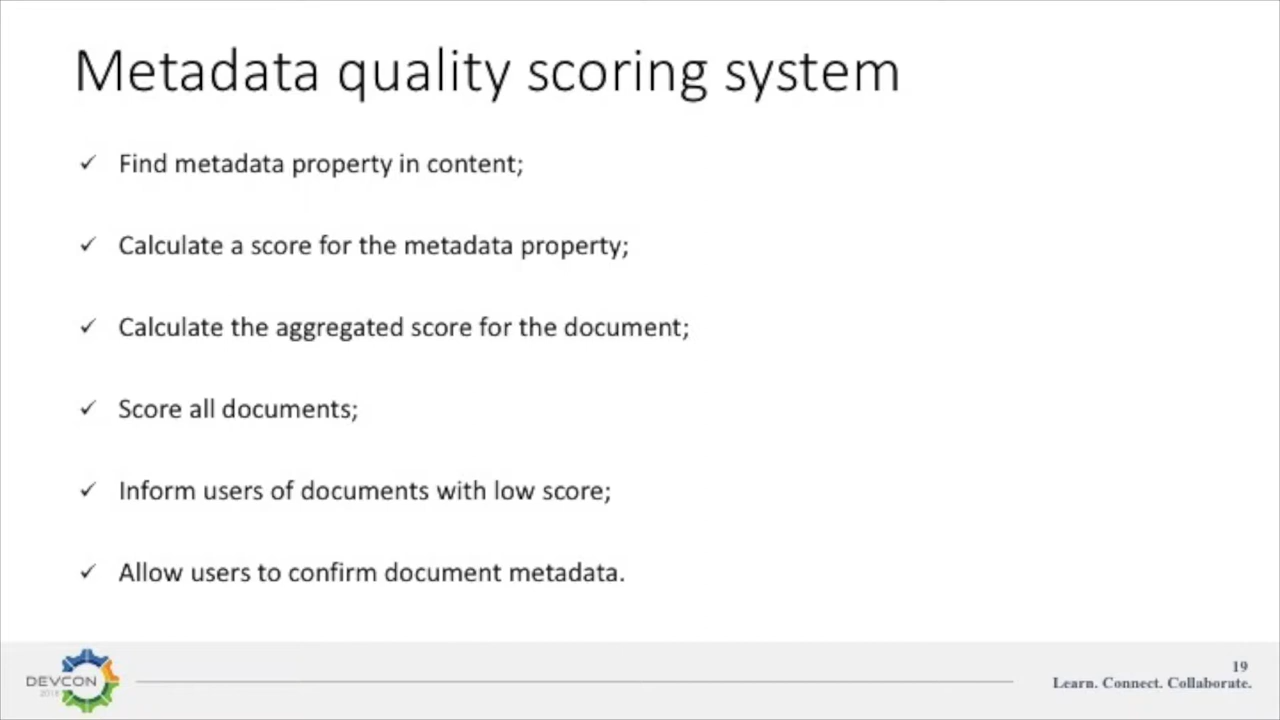 Metadata quality scoring system
✓ Find metadata property in content;
✓ Calculate a score for the metadata property;
✓ Calculate the aggregated score for the document;
✓ Score all documents;
✓ Inform users of documents with low score;
✓ Allow users to confirm document metadata.
DEVCON
19
Learn. Connect. Collaborate.